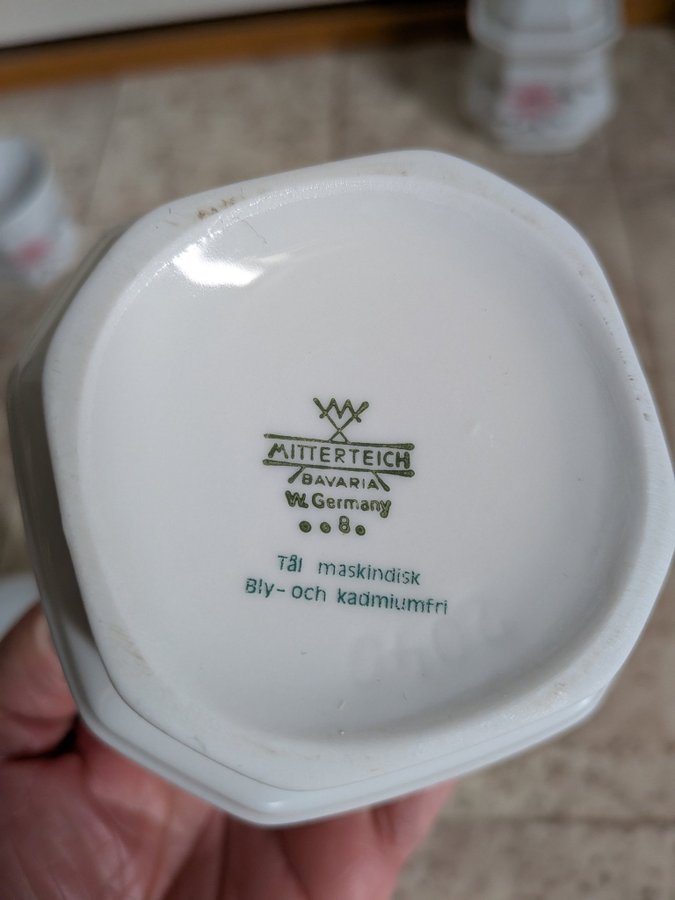 MITTERTEICH
BAVARIA
W. Germany
8
Tål maskindisk
Bly- och kadmiumfri